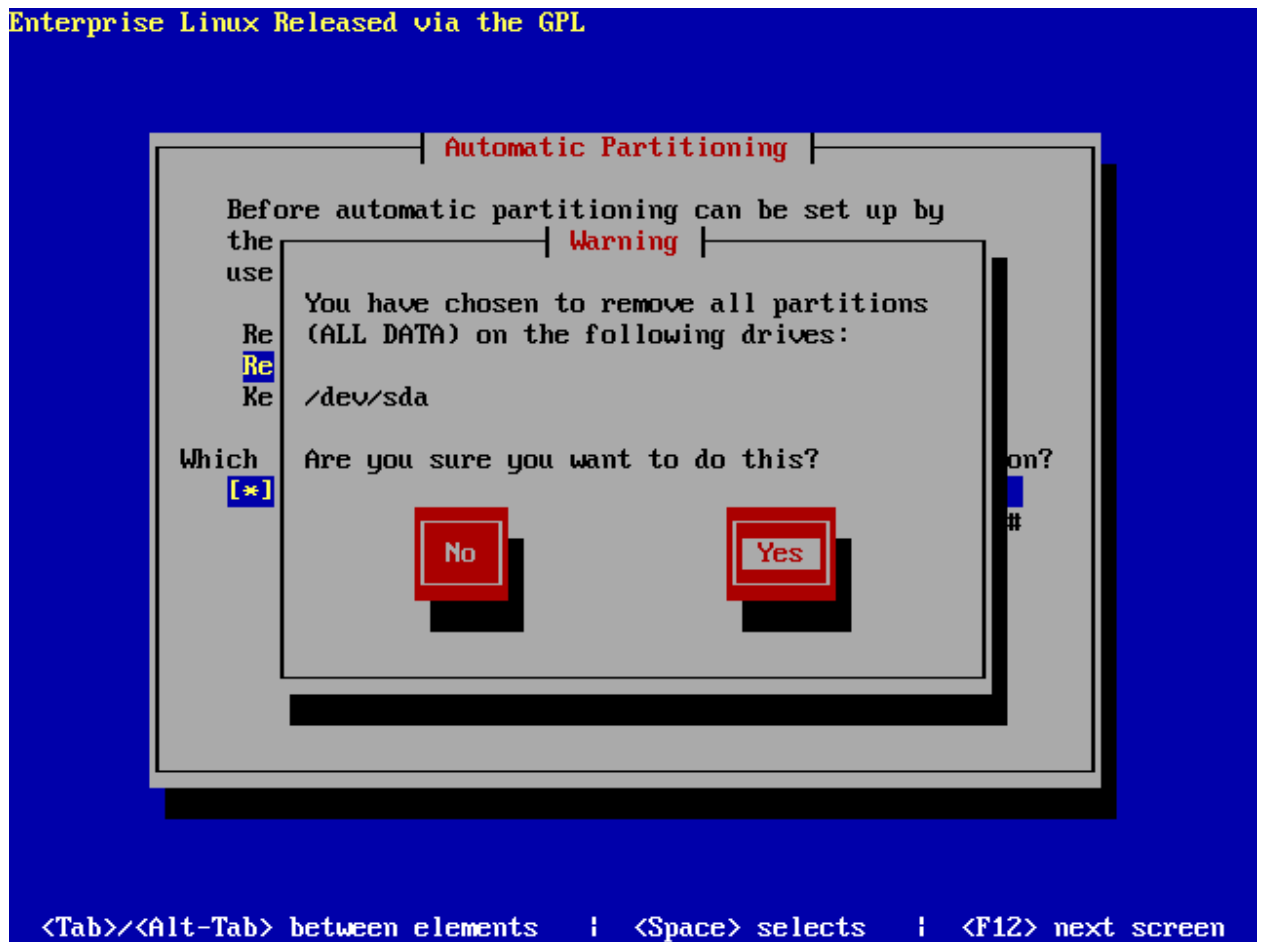 Enterprise Linux Released via the GPL
Automatic Partitioning
Before automatic partitioning can be set up by
the
use
Warning
You have chosen to remove all partitions
Re
(ALL DATA) on the following drives:
Re
Ke
/dev/sda
Which
Are you sure you want to do this?
on?
[*]
#
No
Yes
<Tab>/<Alt-Tab> between elements | <Space> selects | <F12> next screen